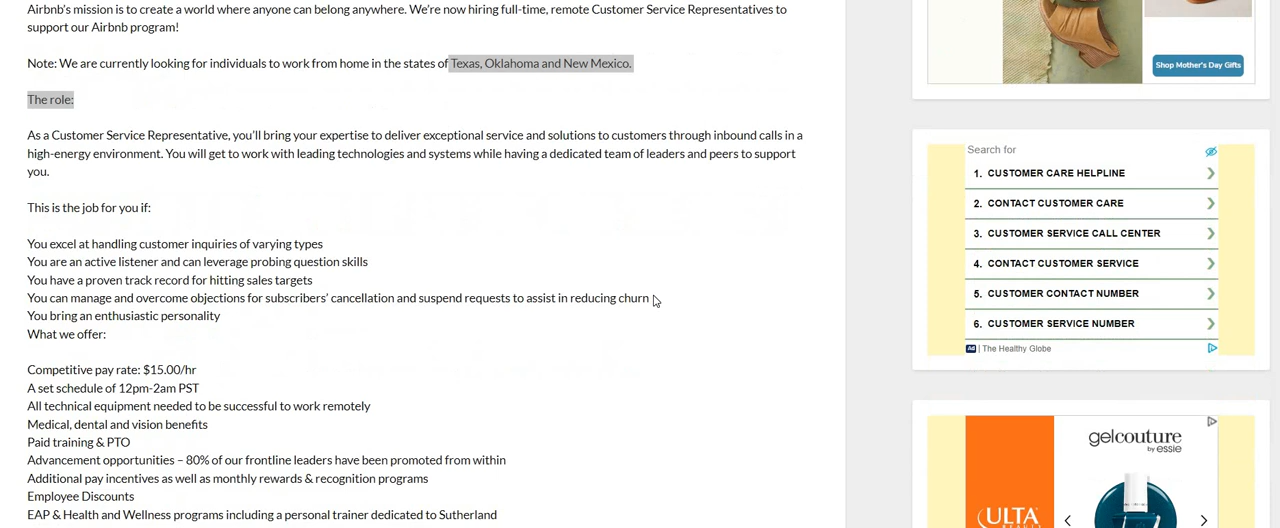 Airbnb’s mission is to create a world where anyone can belong anywhere. We’re now hiring full-time, remote Customer Service Representatives to
support our Airbnb program!
Note: We are currently looking for individuals to work from home in the states of Texas, Oklahoma and New Mexico.
The role:
As a Customer Service Representative, you’ll bring your expertise to deliver exceptional service and solutions to customers through inbound calls in a
high-energy environment. You will get to work with leading technologies and systems while having a dedicated team of leaders and peers to support
you.
This is the job for you if:
You excel at handling customer inquiries of varying types
You are an active listener and can leverage probing question skills
You have a proven track record for hitting sales targets
You can manage and overcome objections for subscribers’ cancellation and suspend requests to assist in reducing churn
You bring an enthusiastic personality
What we offer:
Competitive pay rate: $15.00/hr
A set schedule of 12pm-2am PST
All technical equipment needed to be successful to work remotely
Medical, dental and vision benefits
Paid training & PTO
Advancement opportunities – 80% of our frontline leaders have been promoted from within
Additional pay incentives as well as monthly rewards & recognition programs
Employee Discounts
EAP & Health and Wellness programs including a personal trainer dedicated to Sutherland
Shop Mother's Day Gifts
Search for
1. CUSTOMER CARE HELPLINE
2. CONTACT CUSTOMER CARE
3. CUSTOMER SERVICE CALL CENTER
4. CONTACT CUSTOMER SERVICE
5. CUSTOMER CONTACT NUMBER
6. CUSTOMER SERVICE NUMBER
Ad | The Healthy Globe
gelcouture
by essie
ULTA